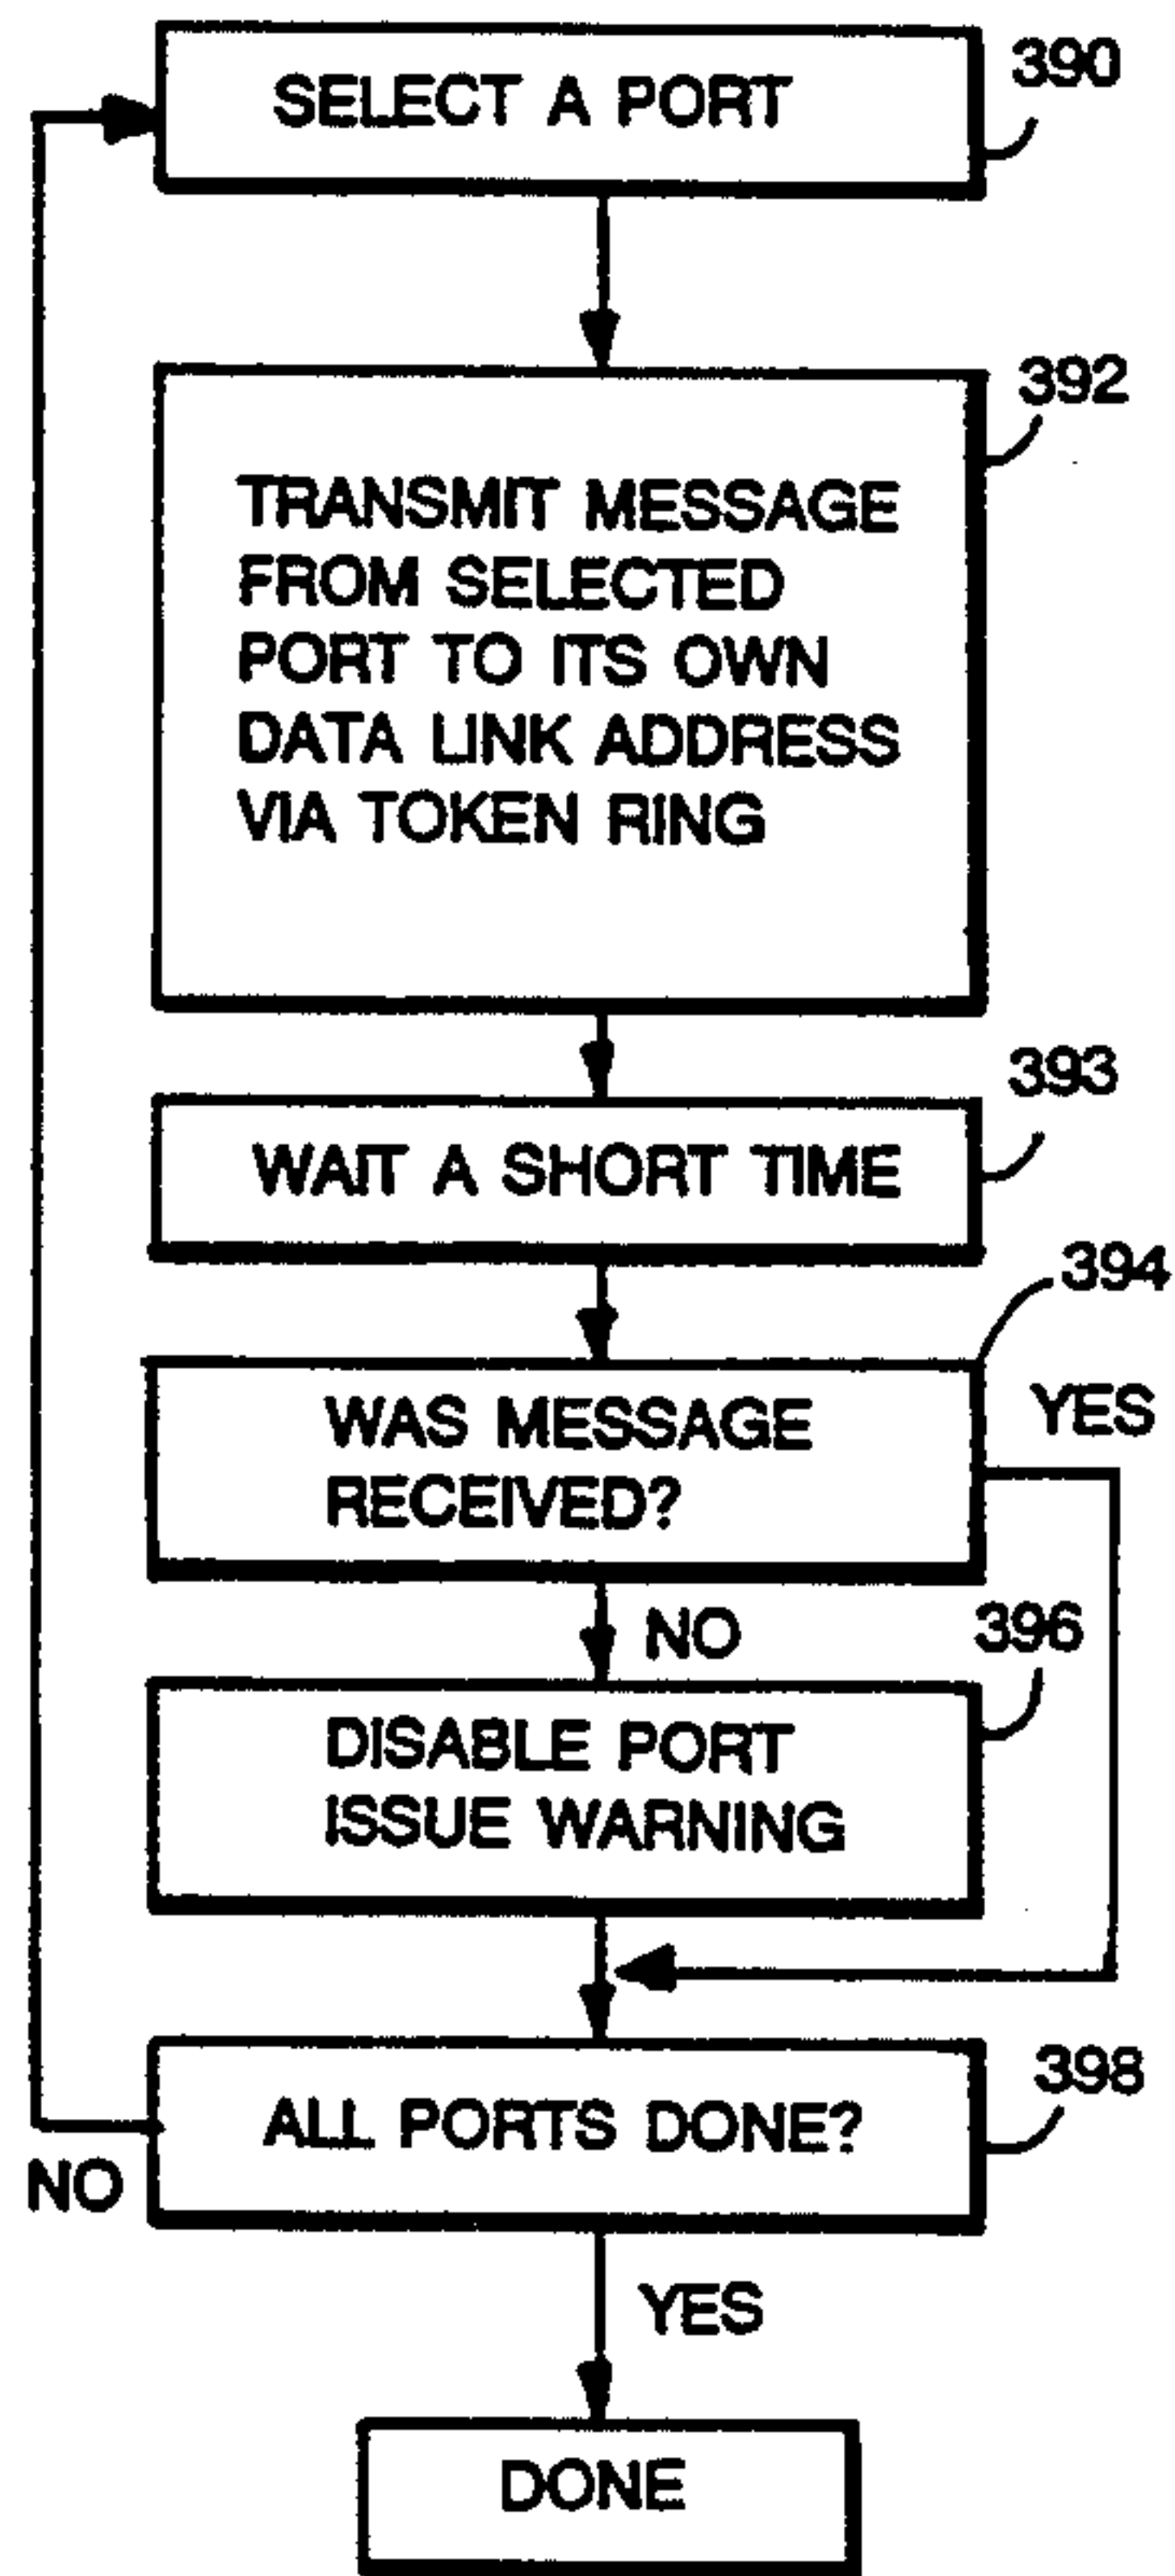 SELECT A PORT
390
392
TRANSMIT MESSAGE
FROM SELECTED
PORT TO ITS OWN
DATA LINK ADDRESS
VIA TOKEN RING
393
WAIT A SHORT TIME
394
WAS MESSAGE
RECEIVED?
YES
NO
396
DISABLE PORT
ISSUE WARNING
398
ALL PORTS DONE?
NO
YES
DONE